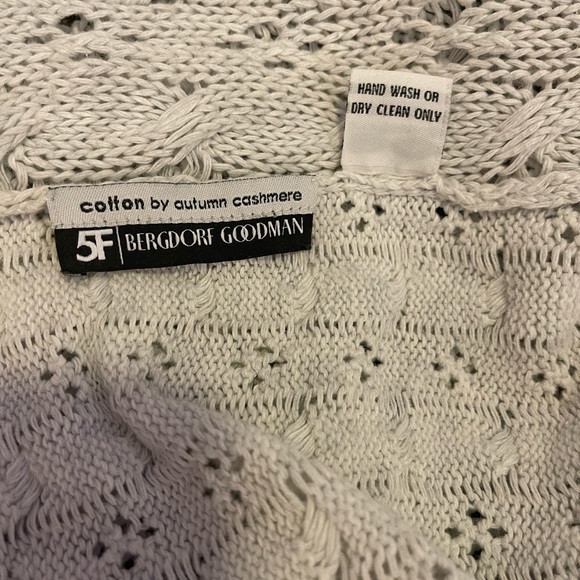 HAND WASH OR
DRY CLEAN ONLY
cotton by autumn cashmere
5F BERGDORF GOODMAN